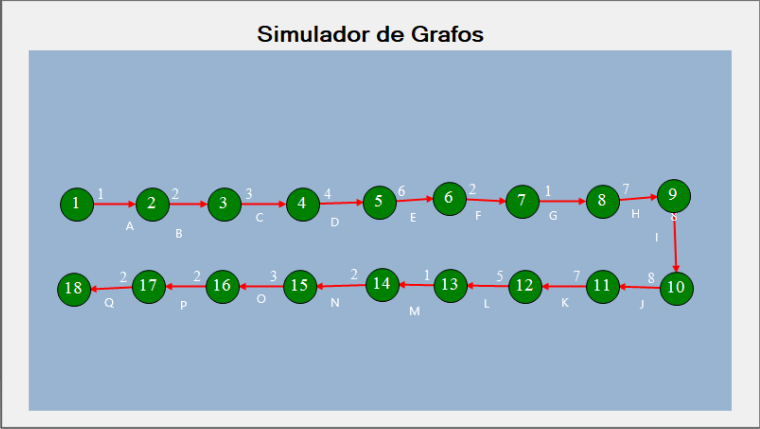 Simulador de Grafos
1 1 2 2 3 3 4 4 5 6 6 2 7 1 8 7 9
A B C D E F G H
8
I
18 2 17 2 16 3 15 2 14 1 13 5 12 7 11 8 10
Q P O N M L K J